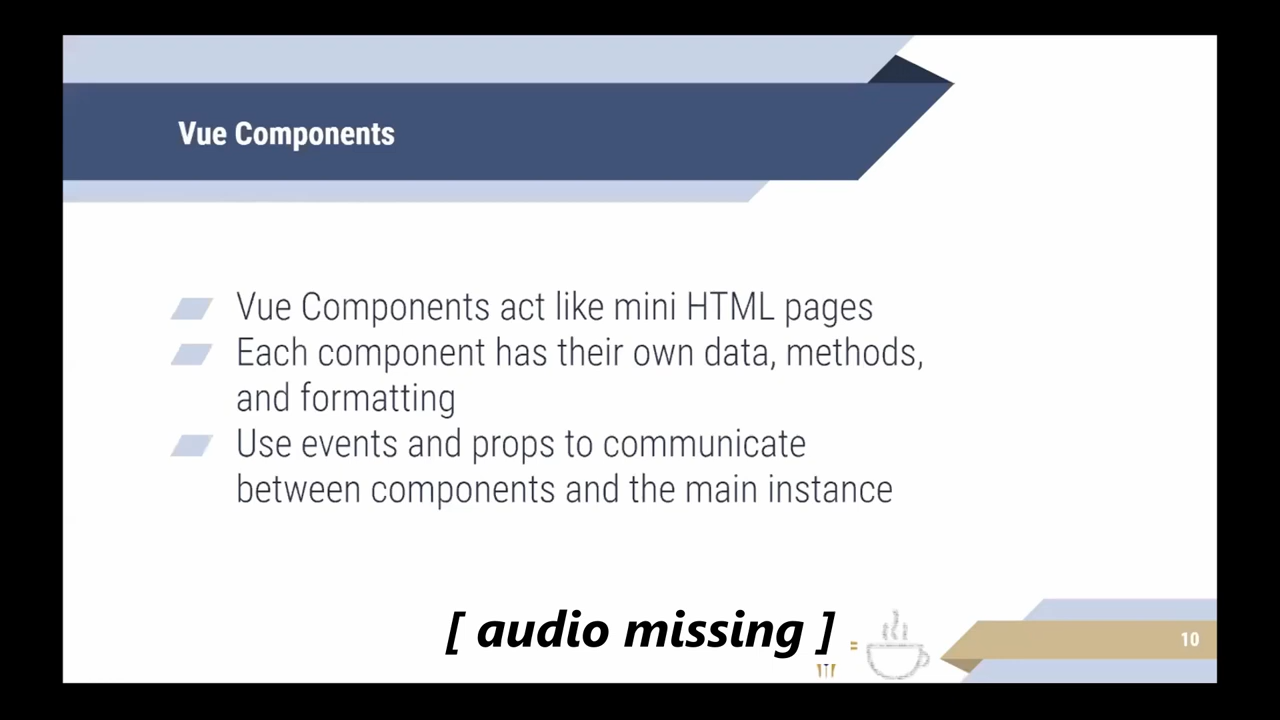 Vue Components
Vue Components act like mini HTML pages
Each component has their own data, methods,
and formatting
Use events and props to communicate
between components and the main instance
[ audio missing ]
=
10